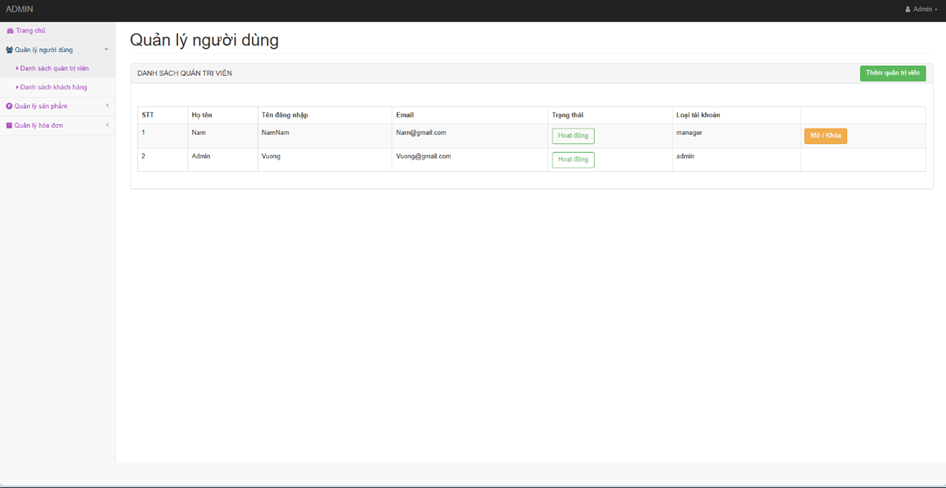 ADMIN
Admin
Trang chủ
Quản lý người dùng
Danh sách quản trị viên
Danh sách khách hàng
Quản lý sản phẩm
Quản lý hóa đơn
Quản lý người dùng
DANH SÁCH QUẢN TRỊ VIÊN
Thêm quản trị viên
STT Họ tên Tên đăng nhập Email Trạng thái Loại tài khoản
1 Nam NamNam Nam@gmail.com Hoạt động manager Mở / Khóa
2 Admin Vuong Vuong@gmail.com Hoạt động admin